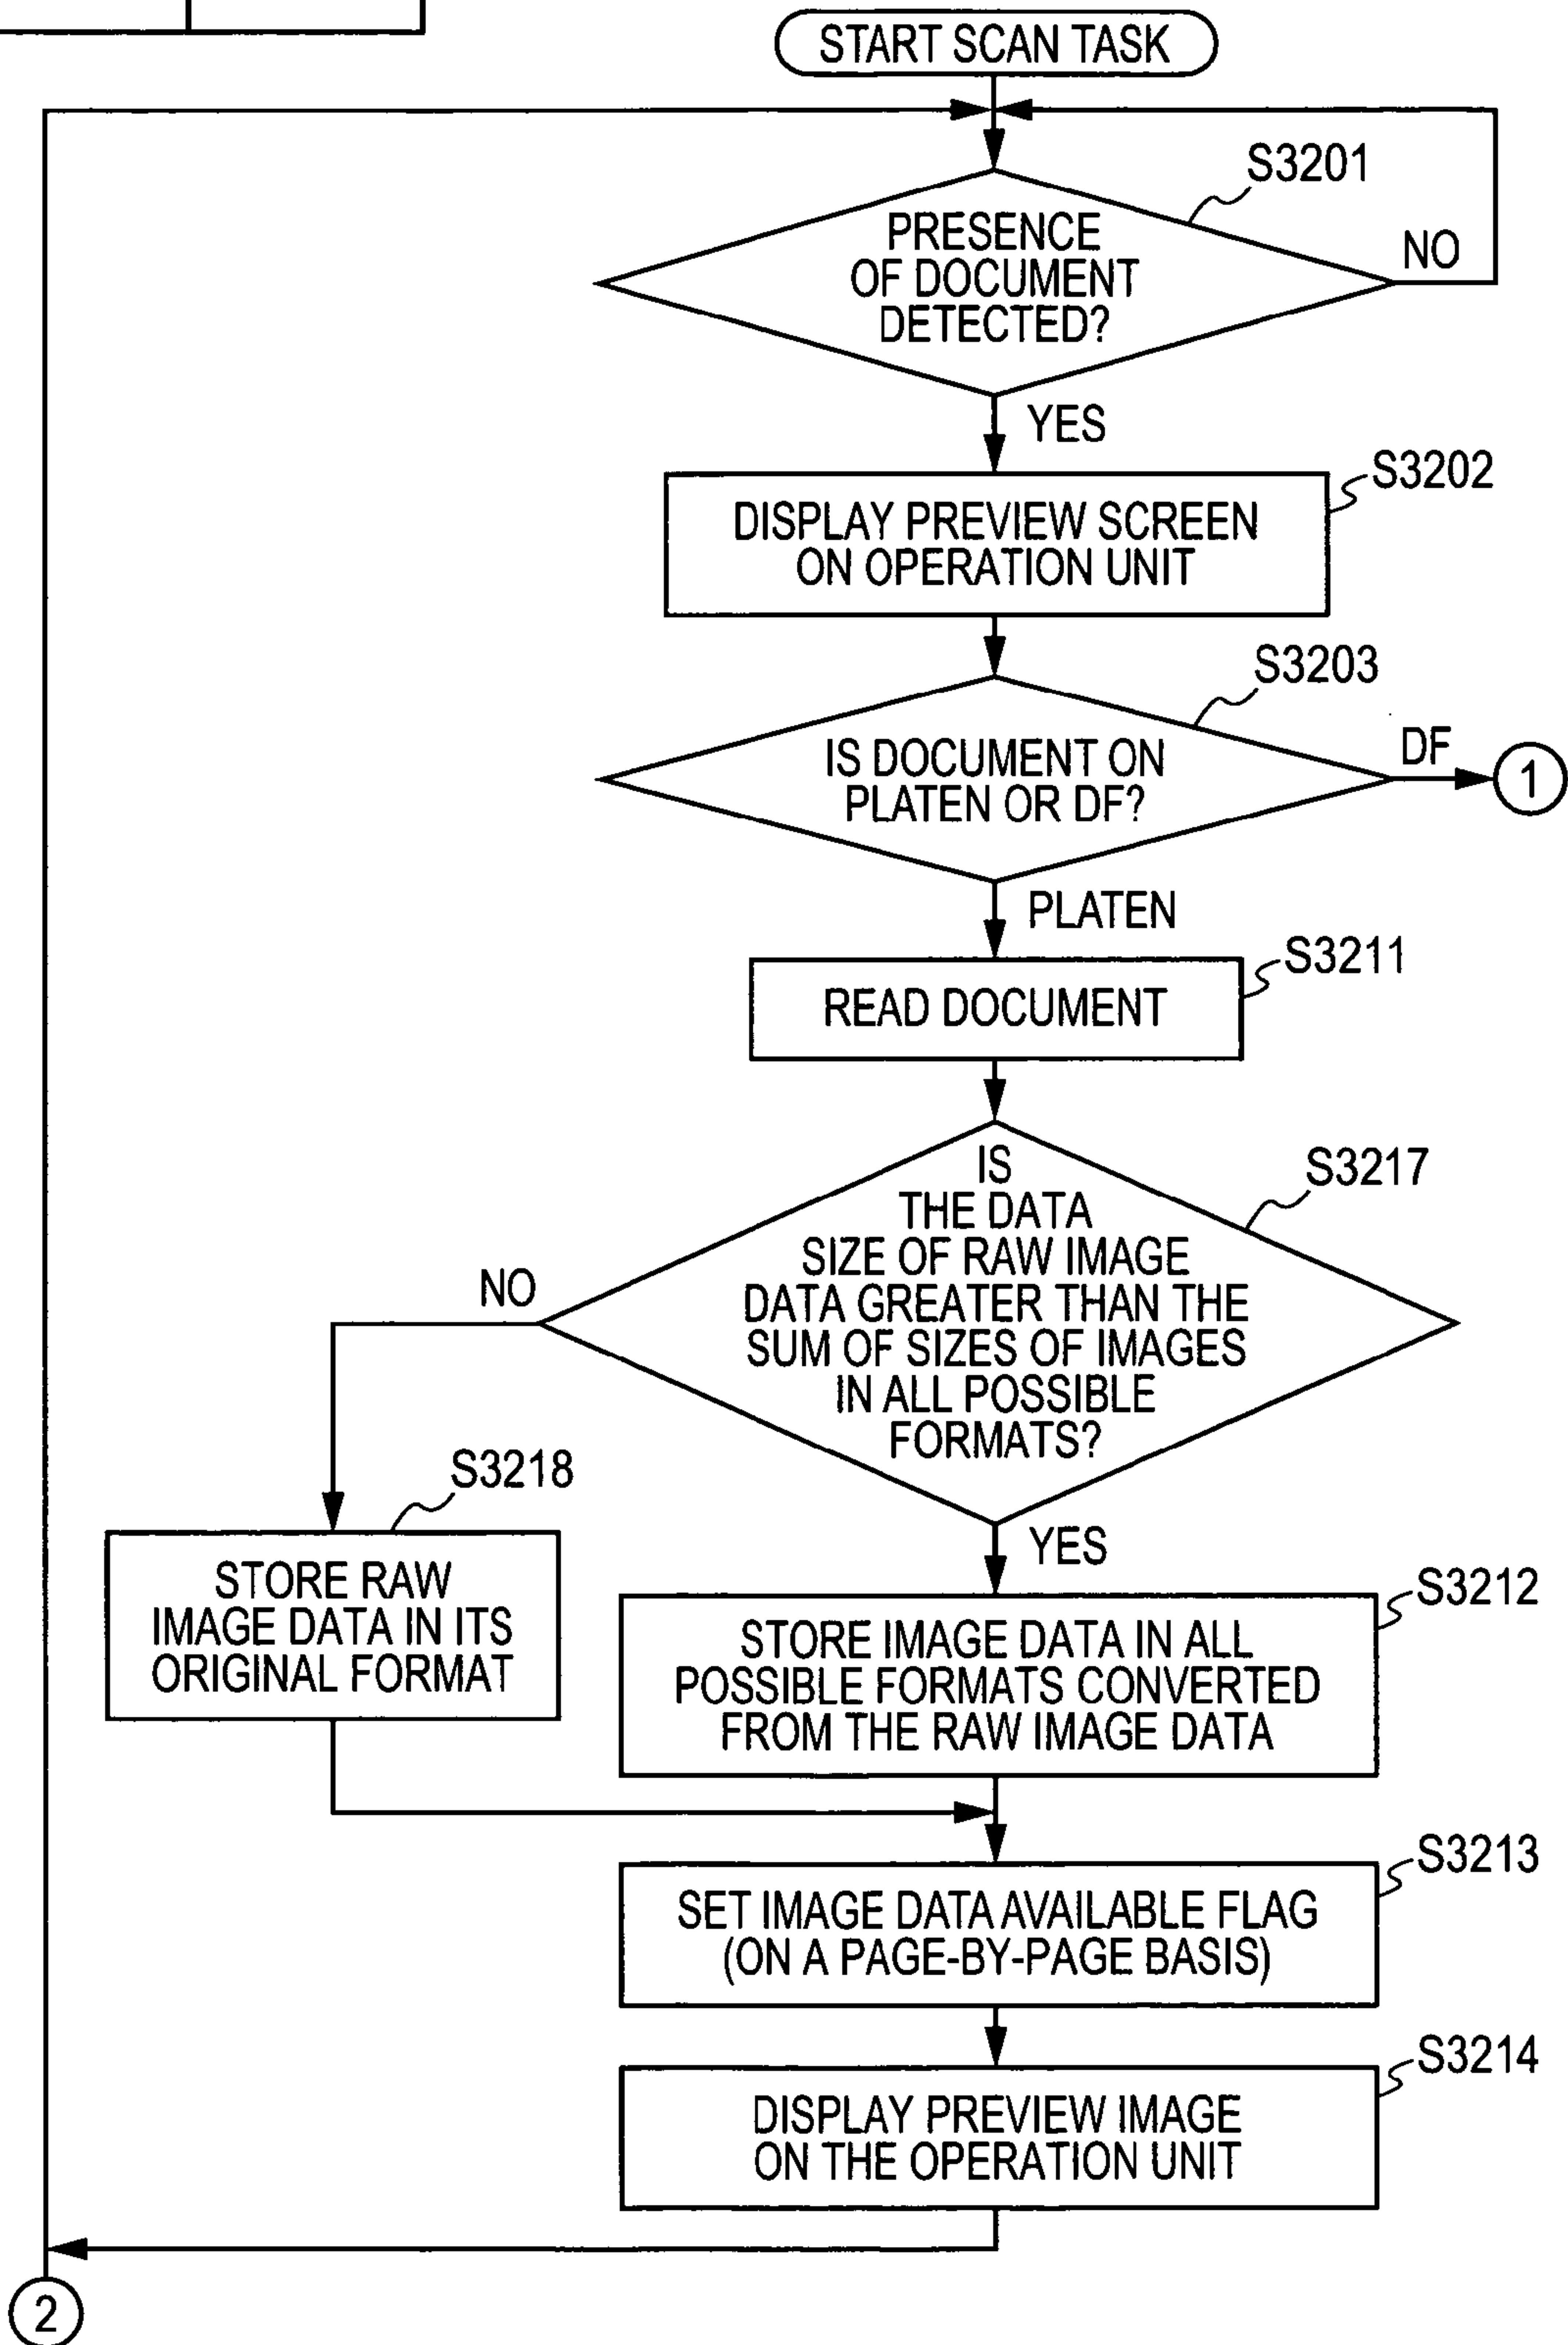 START SCAN TASK
S3201
PRESENCE
OF DOCUMENT
DETECTED?
NO
YES
S3202
DISPLAY PREVIEW SCREEN
ON OPERATION UNIT
S3203
IS DOCUMENT ON
PLATEN OR DF?
DF
1
PLATEN
S3211
READ DOCUMENT
S3217
IS
THE DATA
SIZE OF RAW IMAGE
DATA GREATER THAN THE
SUM OF SIZES OF IMAGES
IN ALL POSSIBLE
FORMATS?
NO
S3218
STORE RAW
IMAGE DATA IN ITS
ORIGINAL FORMAT
YES
S3212
STORE IMAGE DATA IN ALL
POSSIBLE FORMATS CONVERTED
FROM THE RAW IMAGE DATA
S3213
SET IMAGE DATA AVAILABLE FLAG
(ON A PAGE-BY-PAGE BASIS)
S3214
DISPLAY PREVIEW IMAGE
ON THE OPERATION UNIT
2